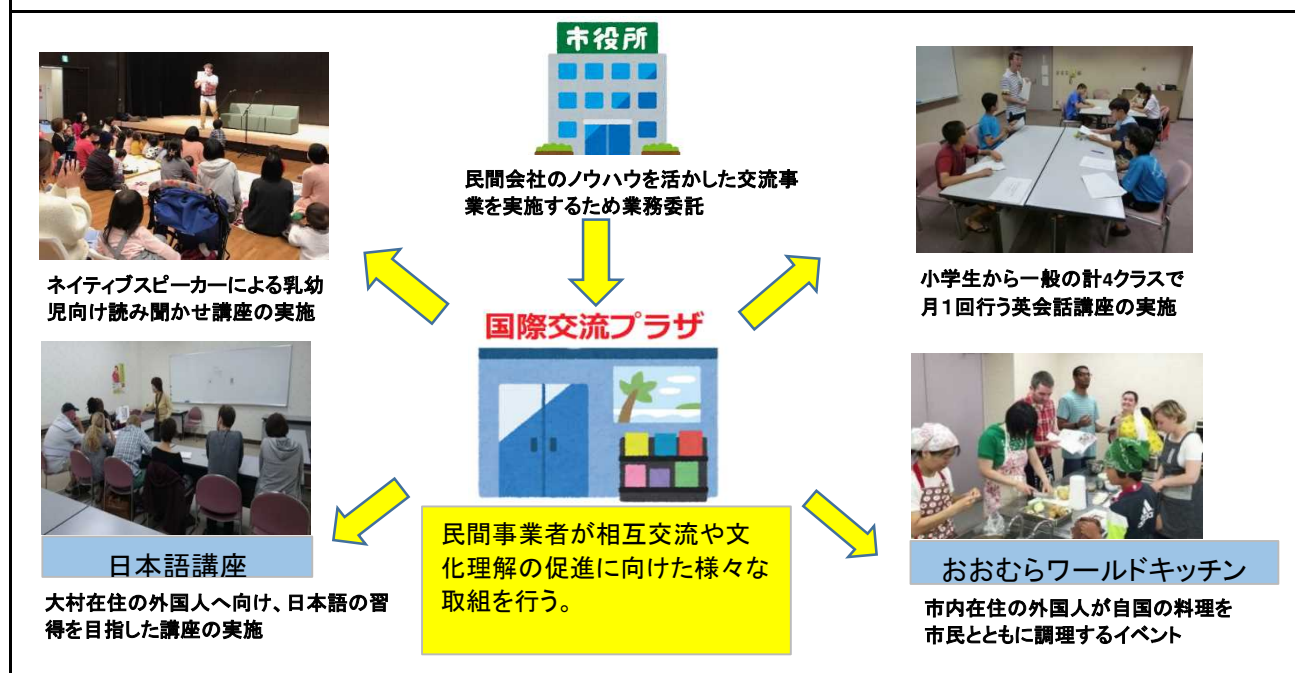 市役所
民間会社のノウハウを活かした交流事
業を実施するため業務委託
ネイティブスピーカーによる乳幼
児向け読み聞かせ講座の実施
小学生から一般の計4クラスで
月1回行う英会話講座の実施
国際交流プラザ
民間事業者が相互交流や文
化理解の促進に向けた様々な
取組を行う。
日本語講座
大村在住の外国人へ向け、日本語の習
得を目指した講座の実施
おおむらワールドキッチン
市内在住の外国人が自国の料理を
市民とともに調理するイベント